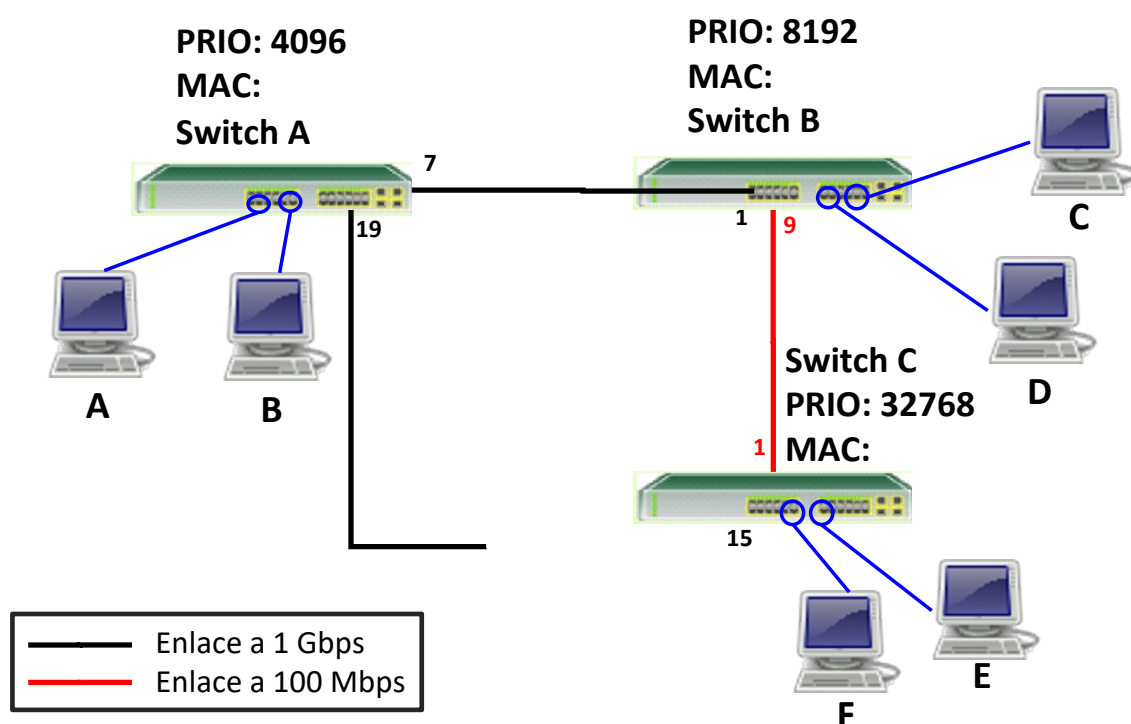 PRIO: 4096
MAC:
Switch A
PRIO: 8192
MAC:
Switch B
7
1
9
19
C
A
B
D
Switch C
PRIO: 32768
MAC:
1
15
E
F
Enlace a 1 Gbps
Enlace a 100 Mbps